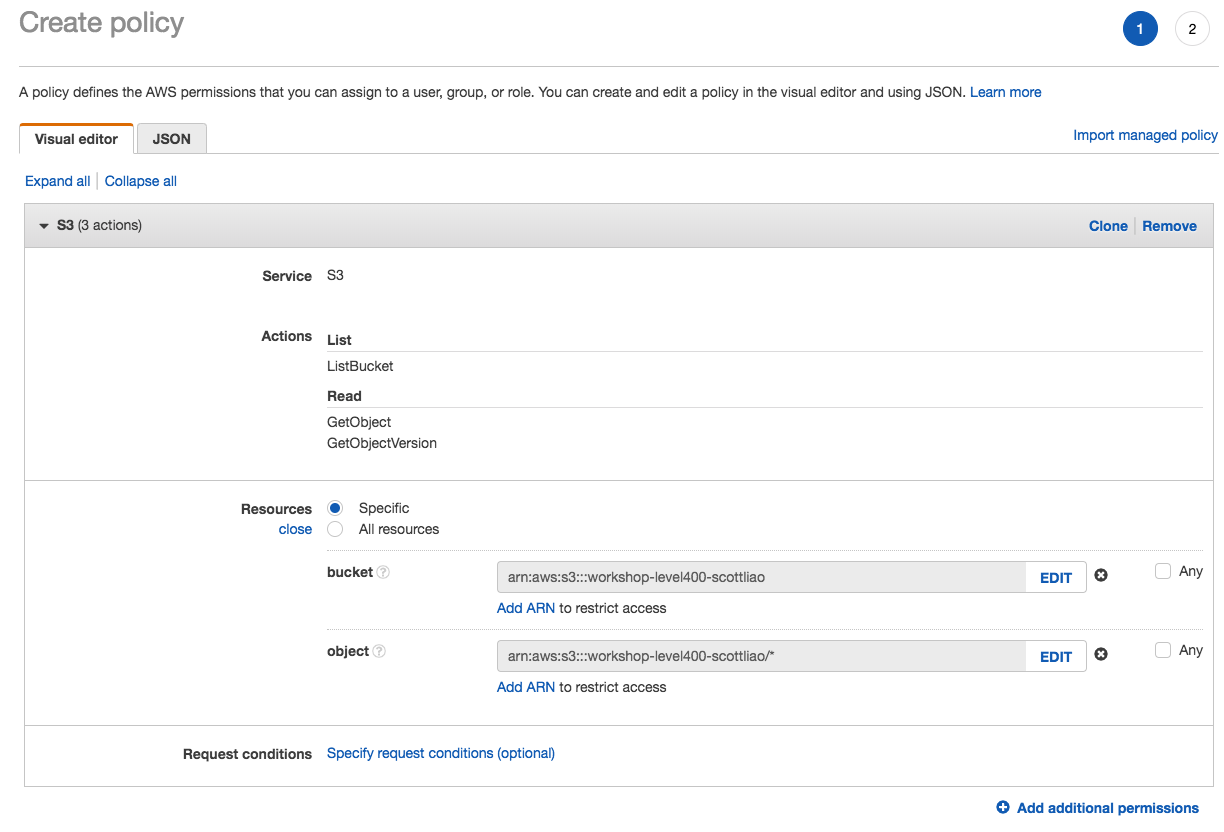 Create policy
1 2
A policy defines the AWS permissions that you can assign to a user, group, or role. You can create and edit a policy in the visual editor and using JSON. Learn more
Visual editor JSON Import managed policy
Expand all Collapse all
S3 (3 actions) Clone Remove
Service S3
Actions List
ListBucket
Read
GetObject
GetObjectVersion
Resources Specific
close All resources
bucket ? arn:aws:s3:::workshop-level400-scottliao EDIT Any
Add ARN to restrict access
object ? arn:aws:s3:::workshop-level400-scottliao/* EDIT Any
Add ARN to restrict access
Request conditions Specify request conditions (optional)
Add additional permissions